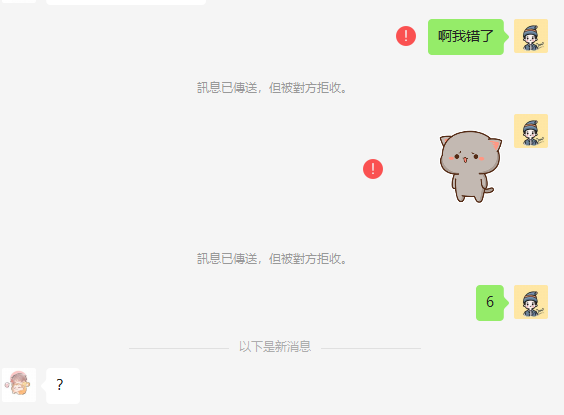 啊我错了
!
訊息已傳送，但被對方拒收。
!
訊息已傳送，但被對方拒收。
6
以下是新消息
？